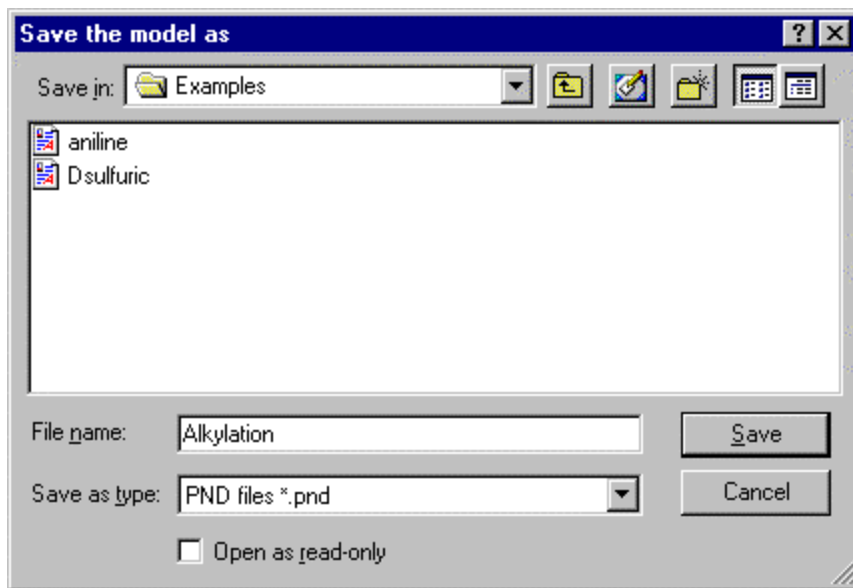 Save the model as
Save in: Examples
aniline
Dsulfuric
File name: Alkylation Save
Save as type: PND files *.pnd Cancel
Open as read-only